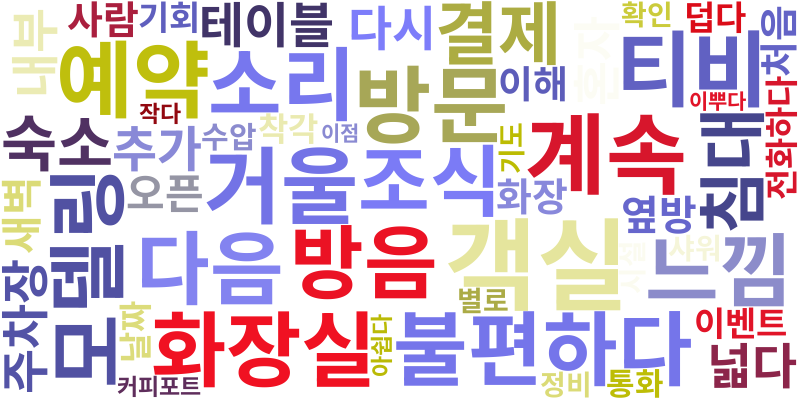 사람
기회
테이블
다시
결제
확인
덥다
처음
내부
예약
소리
방문
이해
혼자
티비
이쁘다
작다
숙소
추가
수압
착각
이점
기도
계속
침대
전화하다
새벽
모델링
오픈
거울
조식
화장
옆방
다음
방음
객실
시설
샤워
느낌
주차장
날짜
화장실
아쉽다
별로
불편하다
이벤트
넓다
커피포트
정비
통화